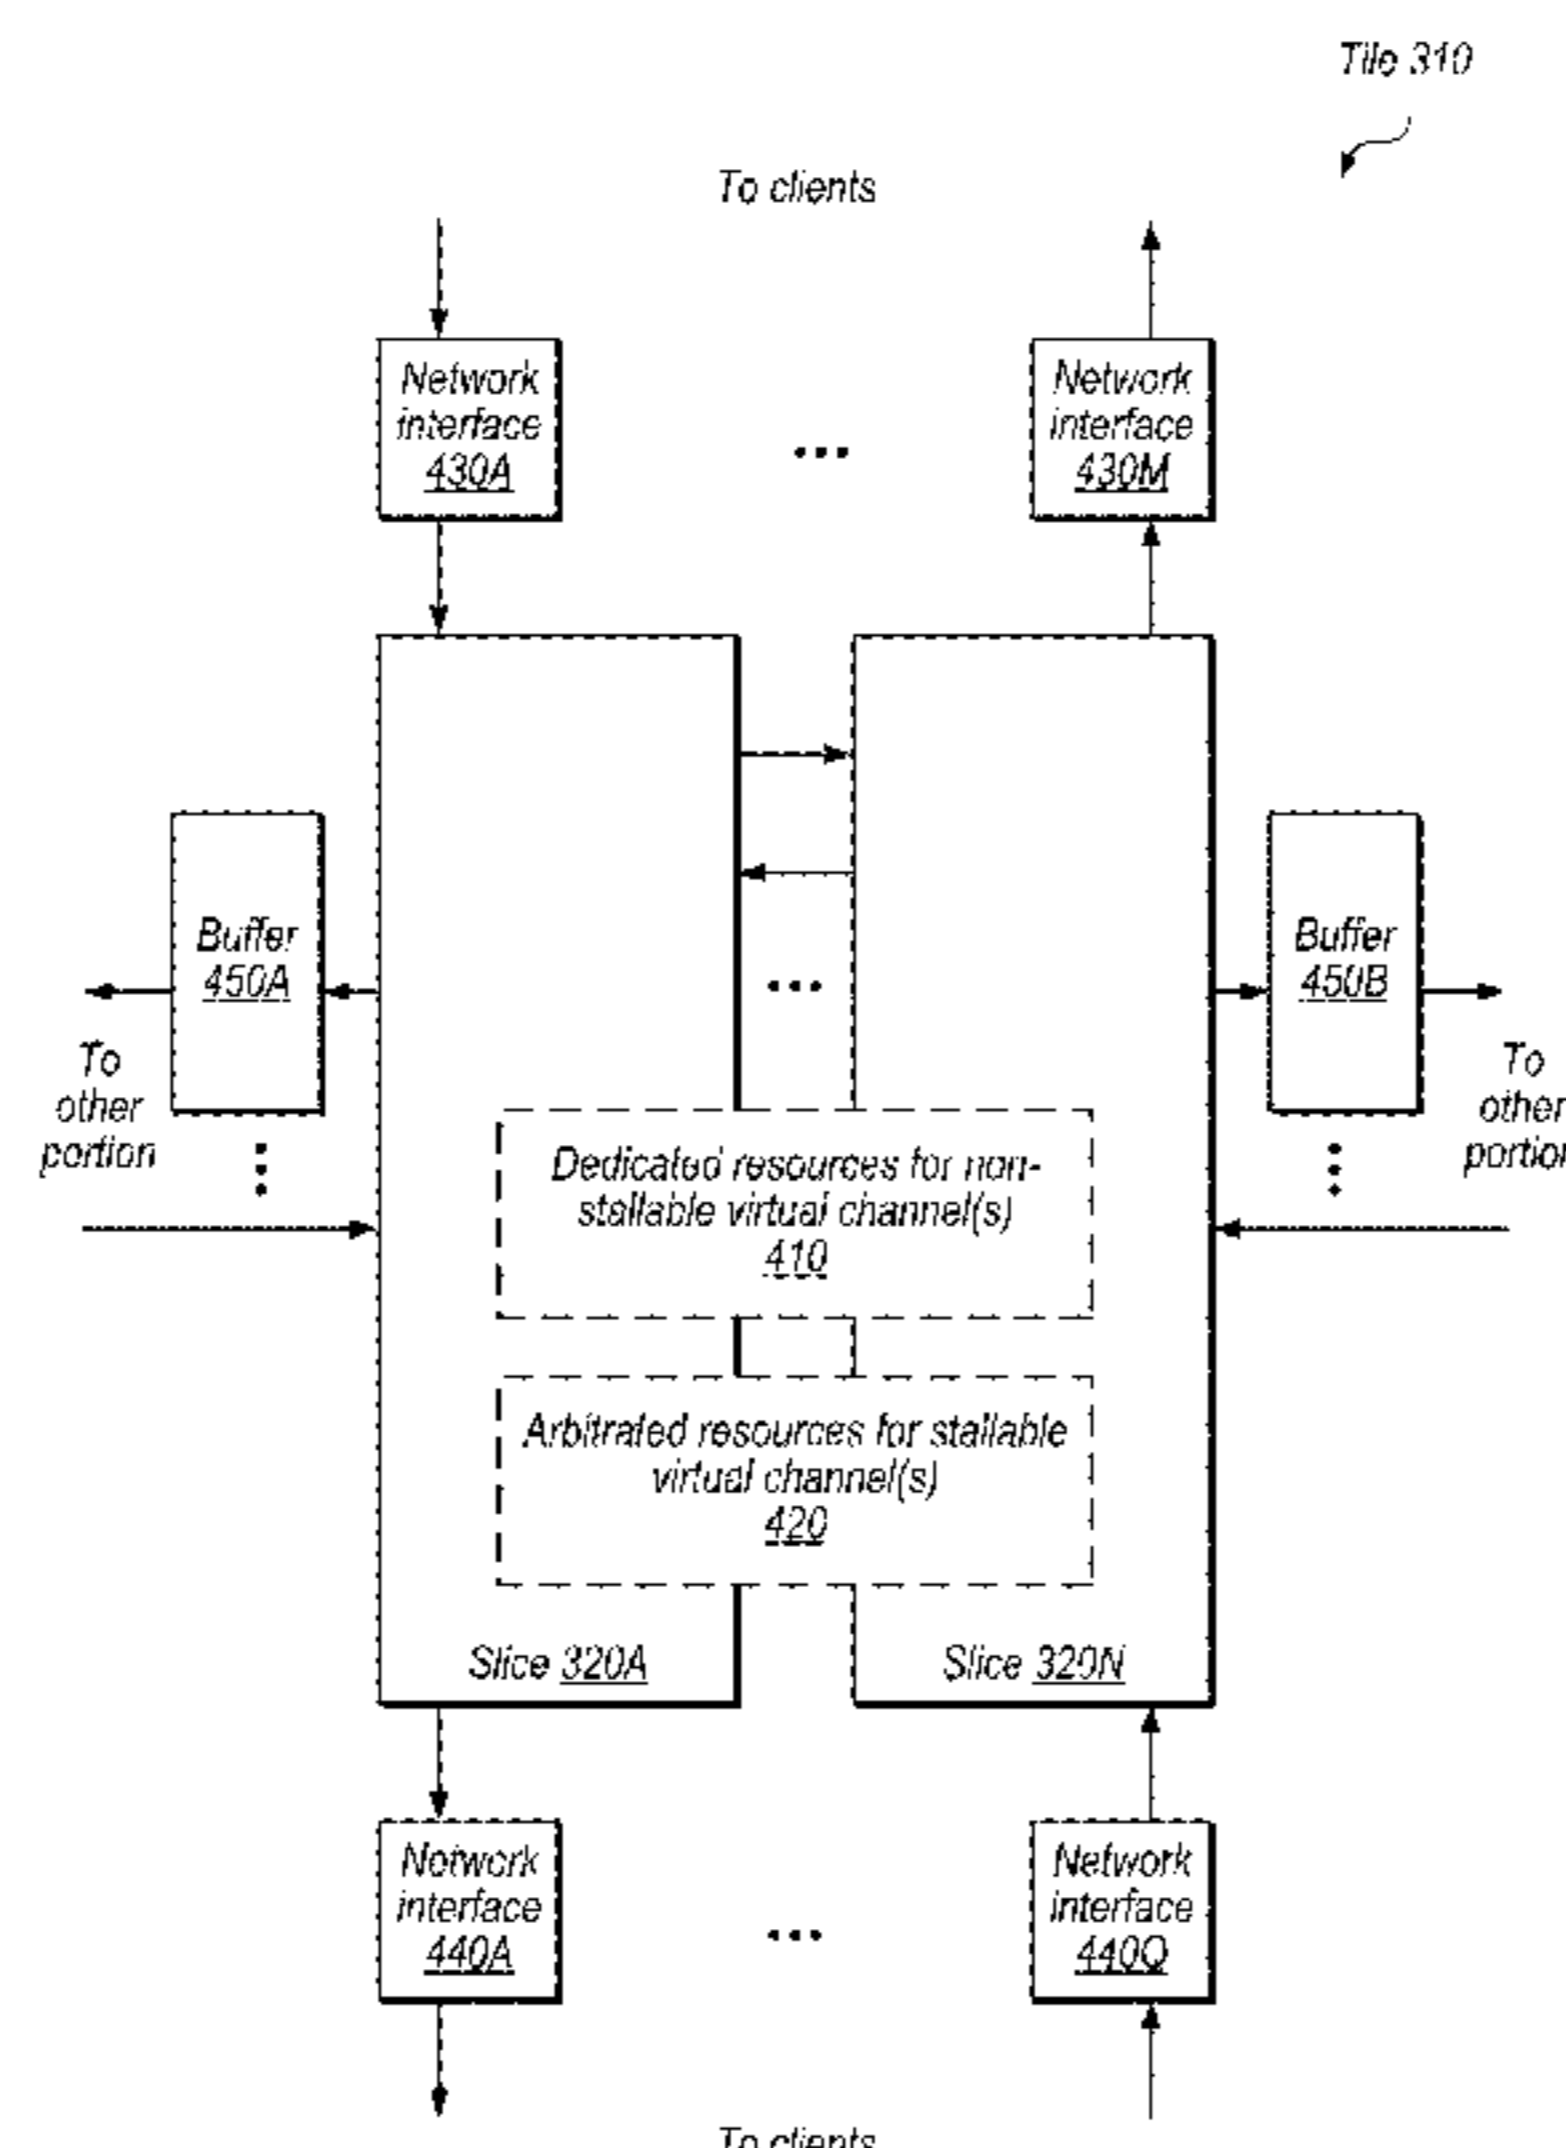 Tile 310
To clients
Network
interface
430A
Network
interface
430M
...
Buffer
450A
Buffer
450B
...
To
other
portion
To
other
portion
Dedicated resources for non-
stallable virtual channel(s)
410
Arbitrated resources for stallable
virtual channel(s)
420
Slice 320A
Slice 320N
Network
interface
440A
...
Network
interface
440Q
To clients